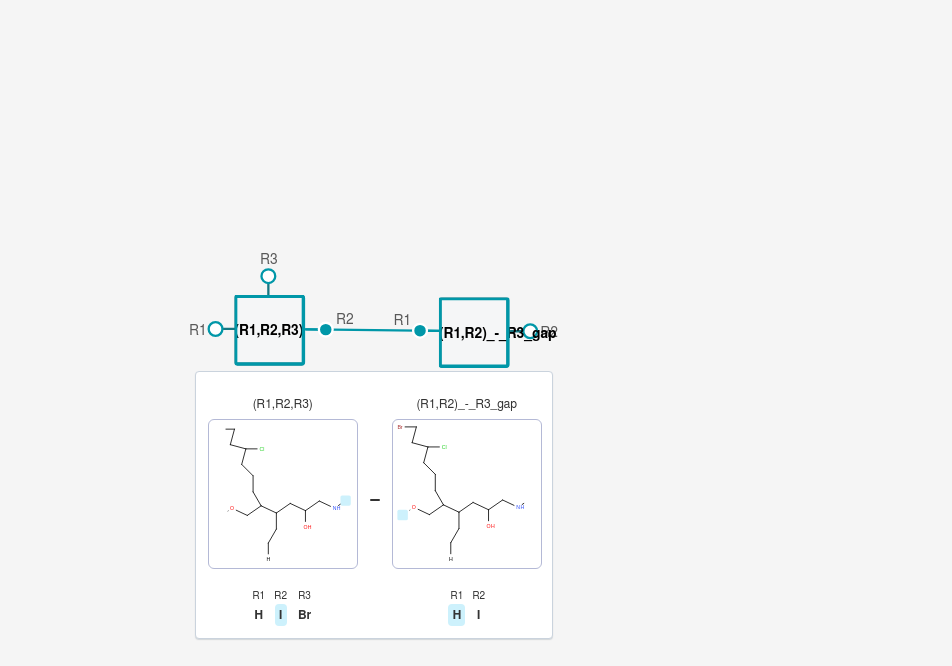 R3
R1
(R1,R2,R3)
R2
R1
(R1,R2)_-_R3_gap
R2
(R1,R2,R3)
(R1,R2)_-_R3_gap
Cl
O
NH
OH
H
–
Br
Cl
O
NH
OH
H
R1 R2 R3
H I Br
R1 R2
H I